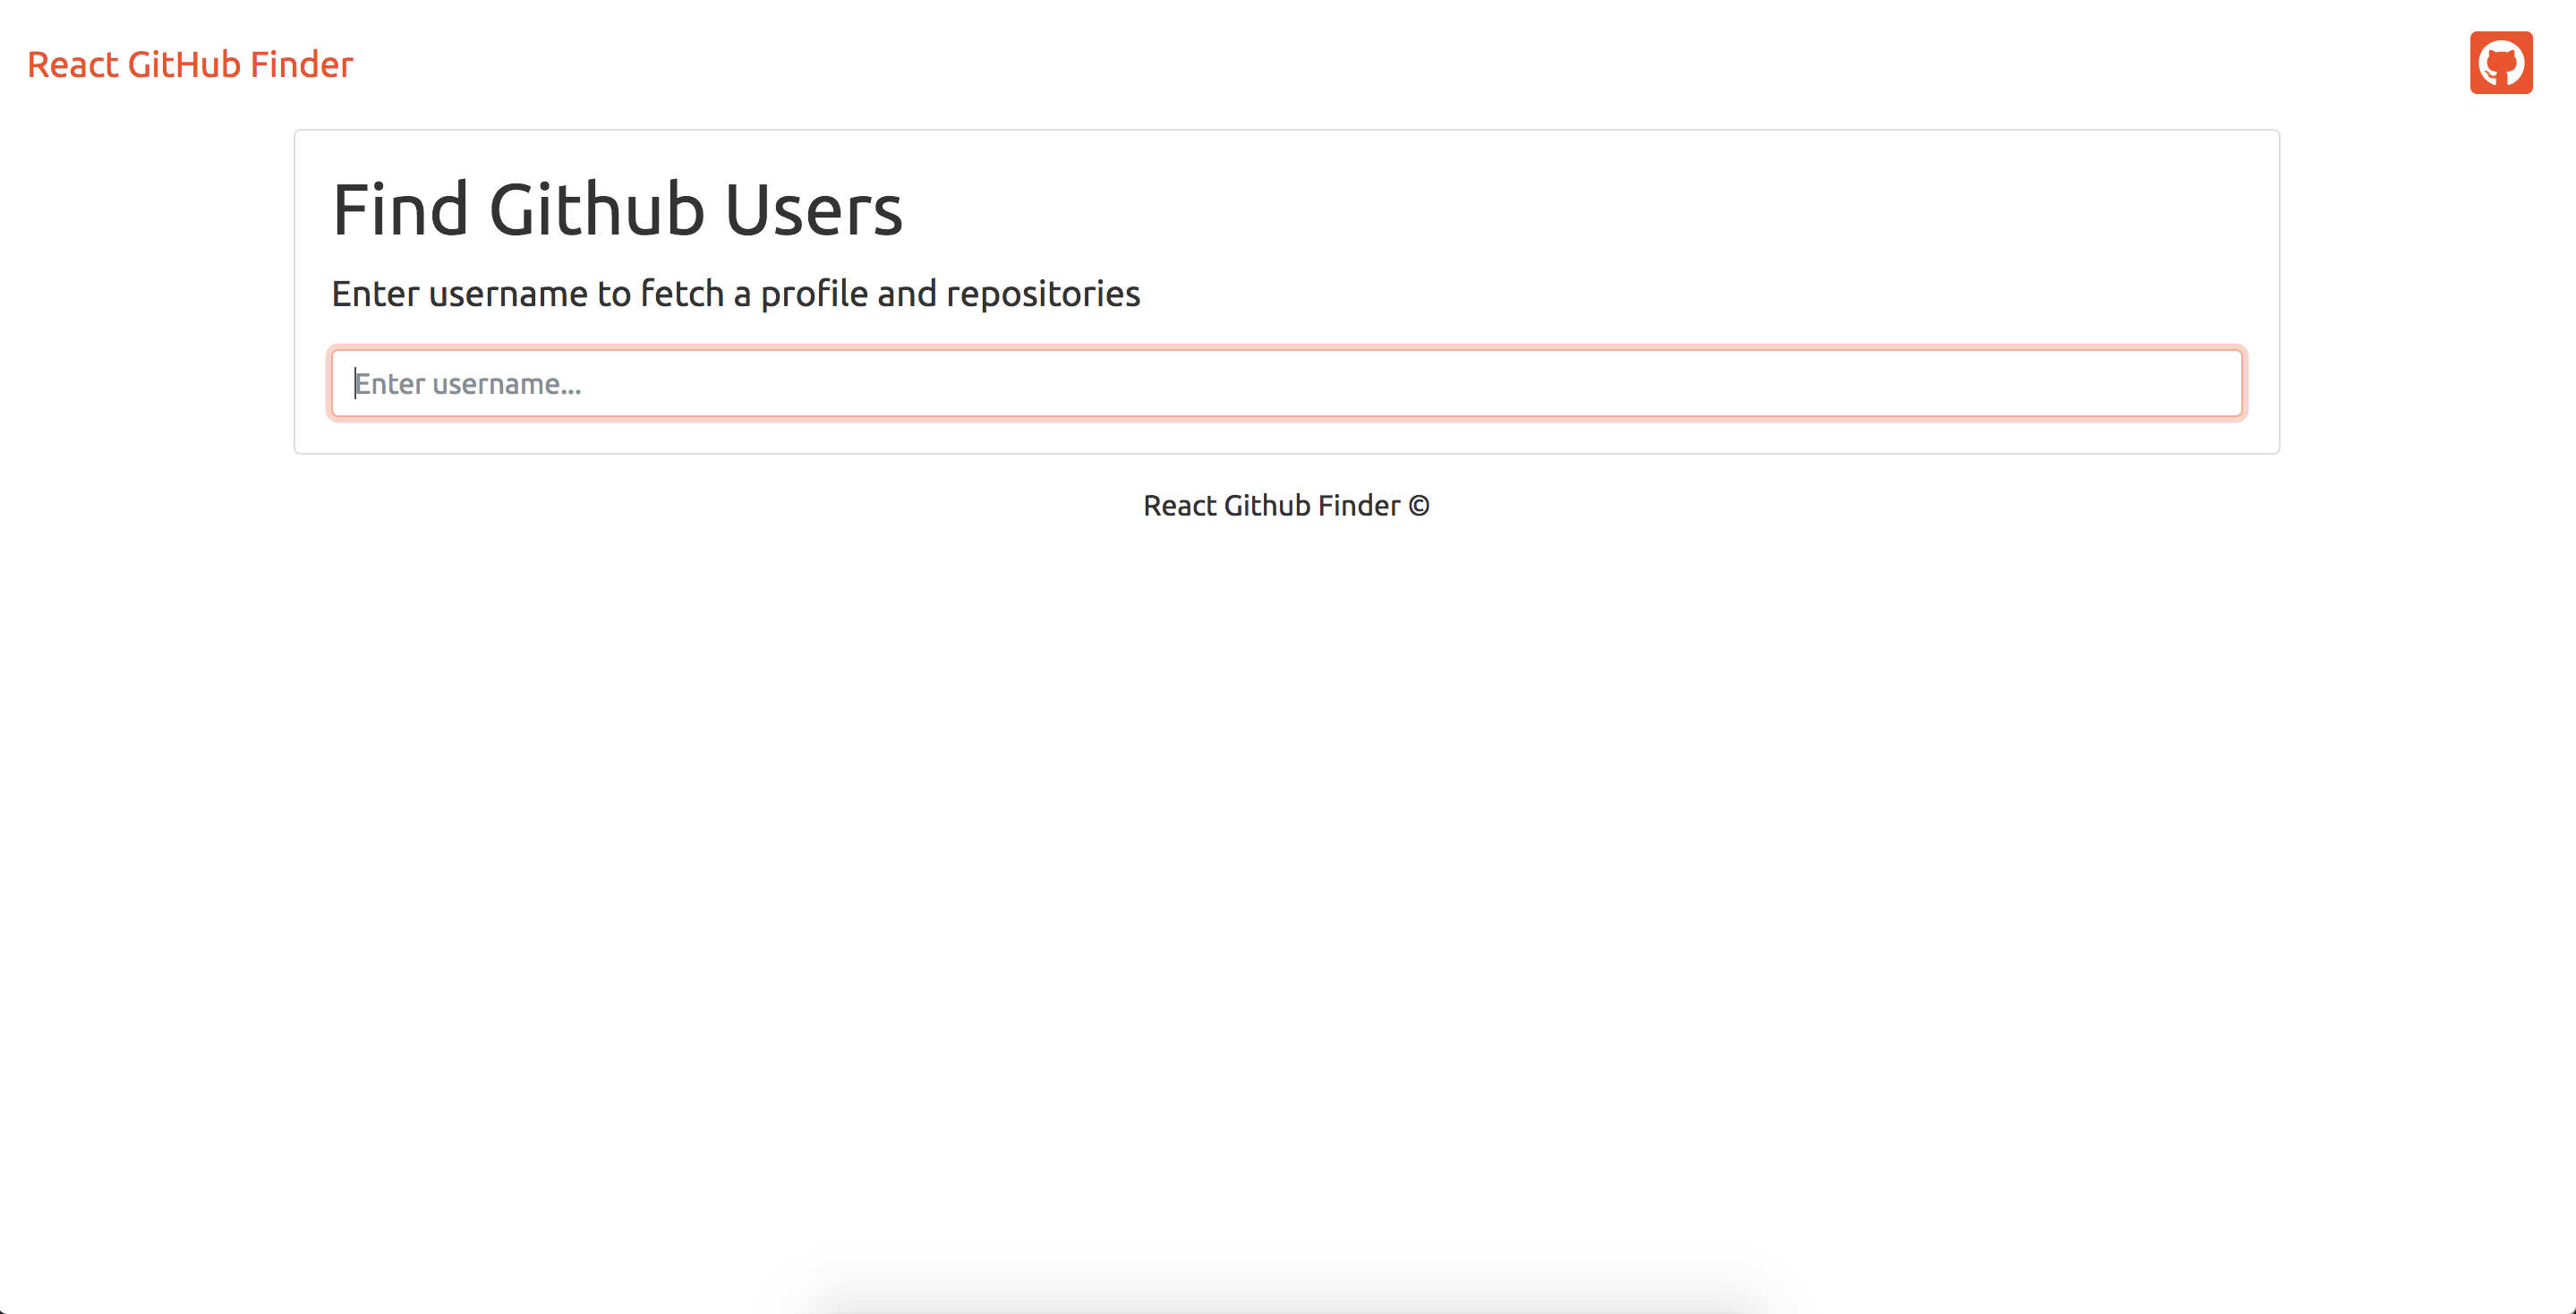 React GitHub Finder
Find Github Users
Enter username to fetch a profile and repositories
Enter username...
React Github Finder ©